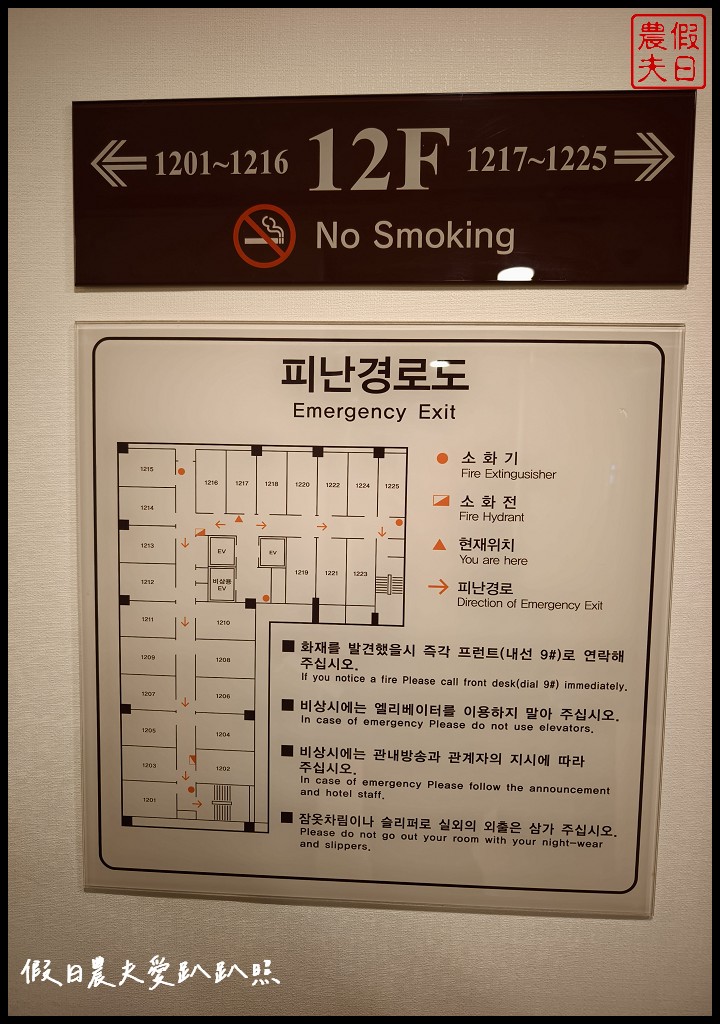 農假
夫日
1201~1216 12F 1217~1225
No Smoking
피난경로도
Emergency Exit
소화기
Fire Extingusisher
소화전
Fire Hydrant
현재위치
You are here
피난경로
Direction of Emergency Exit
1215
1216 1217 1218 1220 1222 1224 1225
1214
1213
EV
EV
1212
비상용
EV
1219 1221 1223
1211
1210
1209
1208
1207
1206
1205
1204
1203
1202
1201
화재를 발견했을시 즉각 프런트(내선 9#)로 연락해
주십시오.
If you notice a fire Please call front desk(dial 9#) immediately.
비상시에는 엘리베이터를 이용하지 말아 주십시오.
In case of emergency Please do not use elevators.
비상시에는 관내방송과 관계자의 지시에 따라
주십시오.
In case of emergency Please follow the announcement
and hotel staff.
잠옷차림이나 슬리퍼로 실외의 외출은 삼가 주십시오.
Please do not go out your room with your night-wear
and slippers.
假日農夫愛趴趴照